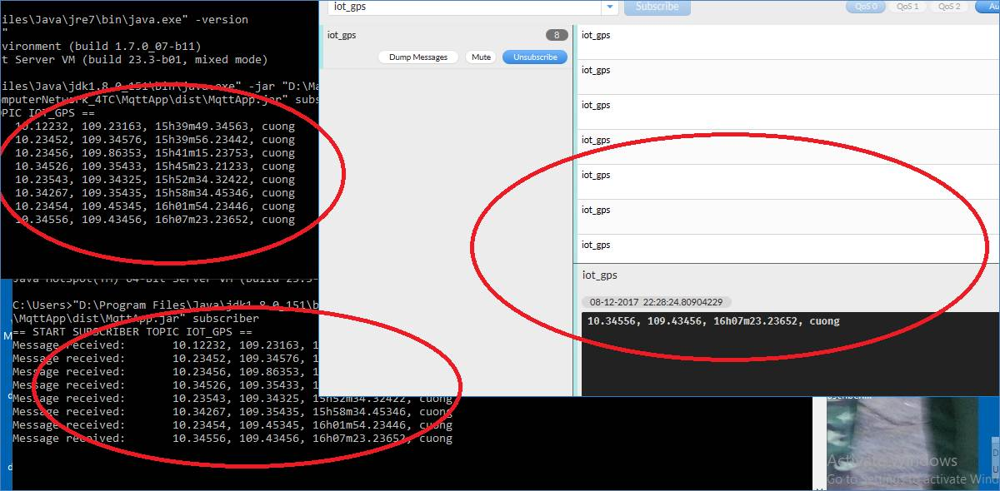 iles\Java\jre7\bin\java.exe" -version
"
vironment (build 1.7.0_07-b11)
t Server VM (build 23.3-b01, mixed mode)
iles\Java\jdk1.8.0_151\bin\java.exe" -jar "D:\Ma
omputerNetwork_4TC\MqttApp\dist\MqttApp.jar" subs
OPIC IOT_GPS ==
10.12232, 109.23163, 15h39m49.34563, cuong
10.23452, 109.34576, 15h39m56.23442, cuong
10.23456, 109.86353, 15h41m15.23753, cuong
10.34526, 109.35433, 15h45m23.21233, cuong
10.23543, 109.34325, 15h52m34.32422, cuong
10.34267, 109.35435, 15h58m34.45346, cuong
10.23454, 109.45345, 16h01m54.23446, cuong
10.34556, 109.43456, 16h07m23.23652, cuong
Java HotSpot(TM) 64-Bit Server VM (build 23.3-
C:\Users>"D:\Program Files\Java\jdk1.8.0_151\b
\MqttApp\dist\MqttApp.jar" subscriber
== START SUBSCRIBER TOPIC IOT_GPS ==
Message received: 10.12232, 109.23163, 1
Message received: 10.23452, 109.34576, 1
Message received: 10.23456, 109.86353, 1
Message received: 10.34526, 109.35433, 1
Message received: 10.23543, 109.34325, 15h52m34.32422, cuong
Message received: 10.34267, 109.35435, 15h58m34.45346, cuong
Message received: 10.23454, 109.45345, 16h01m54.23446, cuong
Message received: 10.34556, 109.43456, 16h07m23.23652, cuong
M
d
d
iot_gps
Subscribe
QoS 0 QoS 1 QoS 2 Au
iot_gps 8
Dump Messages Mute Unsubscribe
iot_gps
iot_gps
iot_gps
iot_gps
iot_gps
iot_gps
iot_gps
iot_gps
08-12-2017 22:28:24.80904229
10.34556, 109.43456, 16h07m23.23652, cuong
Activate Windows
Go to Settings to activate Wind
D
U